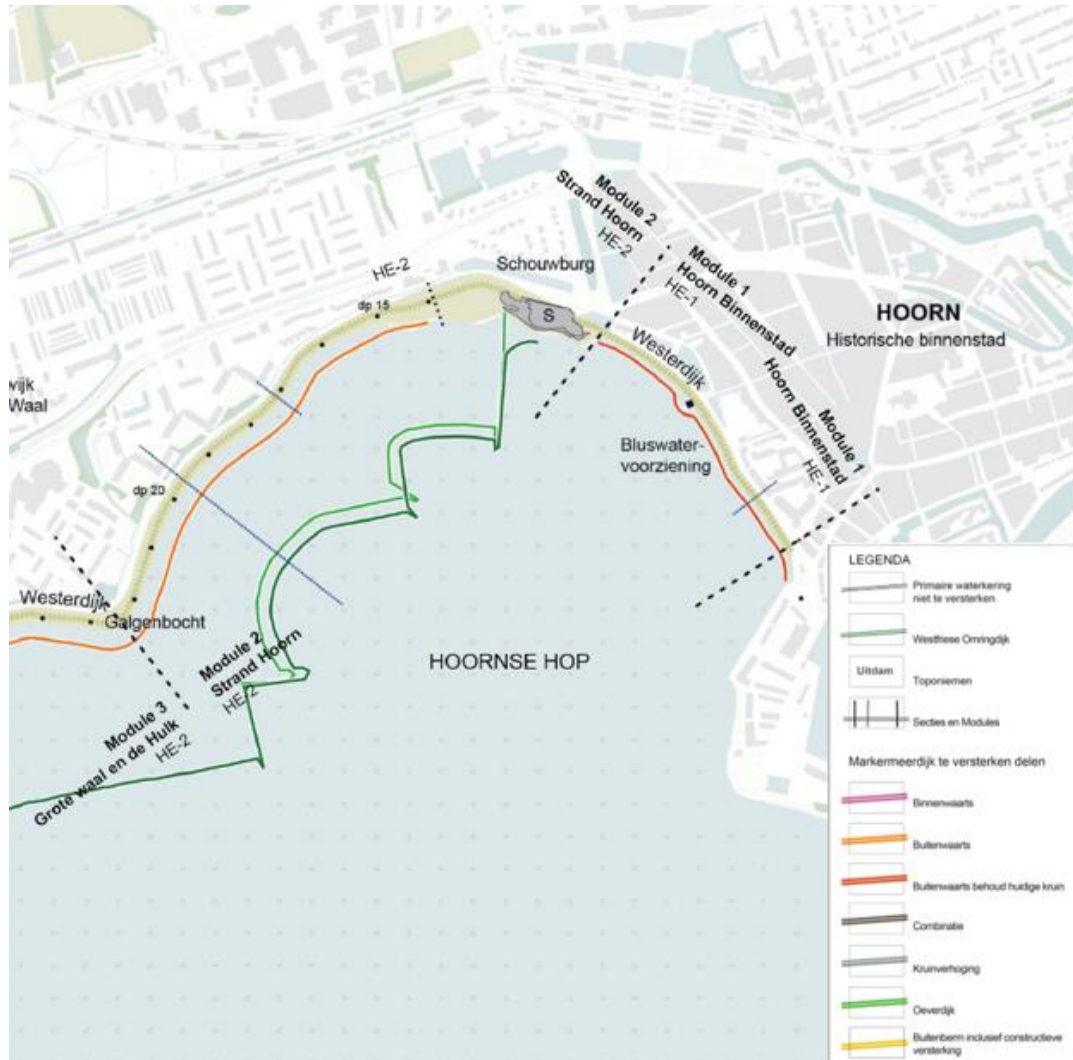 Module 2
Strand Hoorn
HE-2
Module 1
Hoorn Binnenstad
HE-1
HE-2
Schouwburg
S
dp 15
HOORN
Historische binnenstad
Westerdijk
Module 1
Hoorn Binnenstad
HE-1
wijk
Waal
Bluswater-
voorziening
dp 20
Westerdijk
Galgenbocht
Module 2
Strand Hoorn
HE-2
HOORNSE HOP
Module 3
Grote waal en de Hulk
HE-2
LEGENDA
Primaire waterkering
niet te versterken
Westfriese Omringdijk
Uitdam
Toponiemen
Secties en Modules
Markermeerdijk te versterken delen
Binnenwaarts
Buitenwaarts
Buitenwaarts behoud huidige kruin
Combinatie
Kruinverhoging
Oeverdijk
Buitenberm inclusief constructieve
versterking